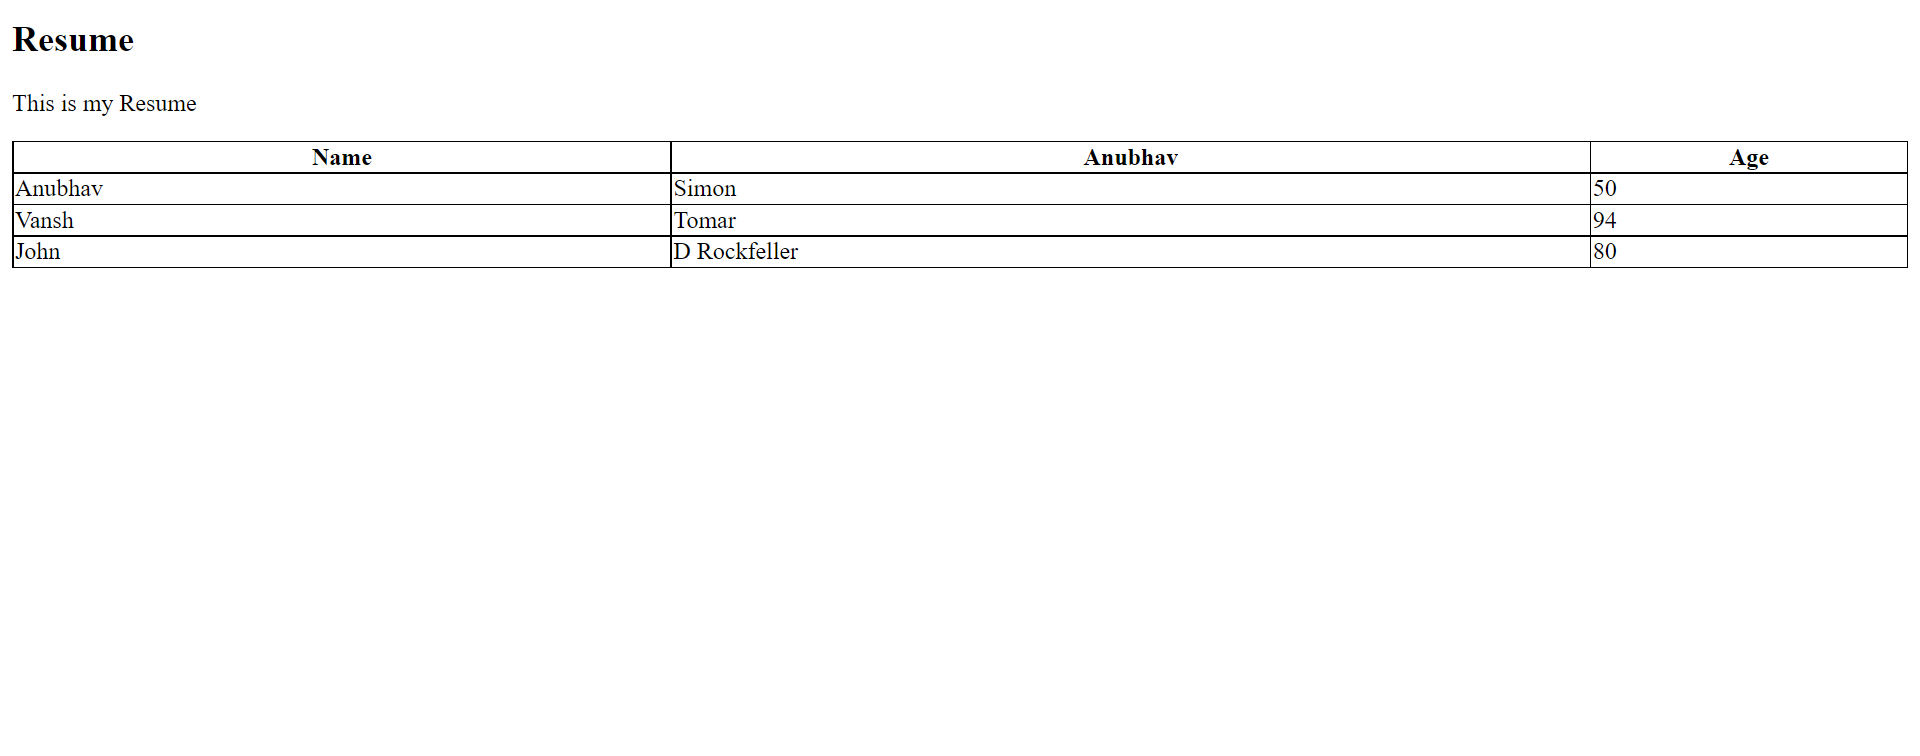 Resume
This is my Resume
Name Anubhav Age
Anubhav Simon 50
Vansh Tomar 94
John D Rockfeller 80